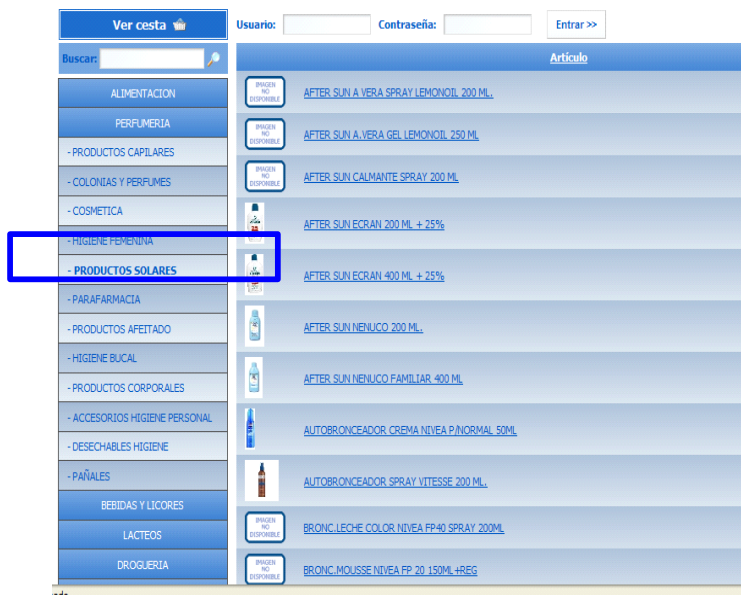 Ver cesta
Usuario:
Contraseña:
Entrar >>
Buscar:
ALIMENTACION
PERFUMERIA
- PRODUCTOS CAPILARES
- COLONIAS Y PERFUMES
- COSMETICA
- HIGIENE FEMENINA
- PRODUCTOS SOLARES
- PARAFARMACIA
- PRODUCTOS AFEITADO
- HIGIENE BUCAL
- PRODUCTOS CORPORALES
- ACCESORIOS HIGIENE PERSONAL
- DESECHABLES HIGIENE
- PAÑALES
BEBIDAS Y LICORES
LACTEOS
DROGUERIA
Artículo
IMAGEN
NO
DISPONIBLE
AFTER SUN A VERA SPRAY LEMONOIL 200 ML.
IMAGEN
NO
DISPONIBLE
AFTER SUN A.VERA GEL LEMONOIL 250 ML
IMAGEN
NO
DISPONIBLE
AFTER SUN CALMANTE SPRAY 200 ML
AFTER SUN ECRAN 200 ML + 25%
AFTER SUN ECRAN 400 ML + 25%
AFTER SUN NENUCO 200 ML.
AFTER SUN NENUCO FAMILIAR 400 ML
AUTOBRONCEADOR CREMA NIVEA P/NORMAL 50ML
AUTOBRONCEADOR SPRAY VITESSE 200 ML.
IMAGEN
NO
DISPONIBLE
BRONC.LECHE COLOR NIVEA FP40 SPRAY 200ML
IMAGEN
NO
DISPONIBLE
BRONC.MOUSSE NIVEA FP 20 150ML+REG